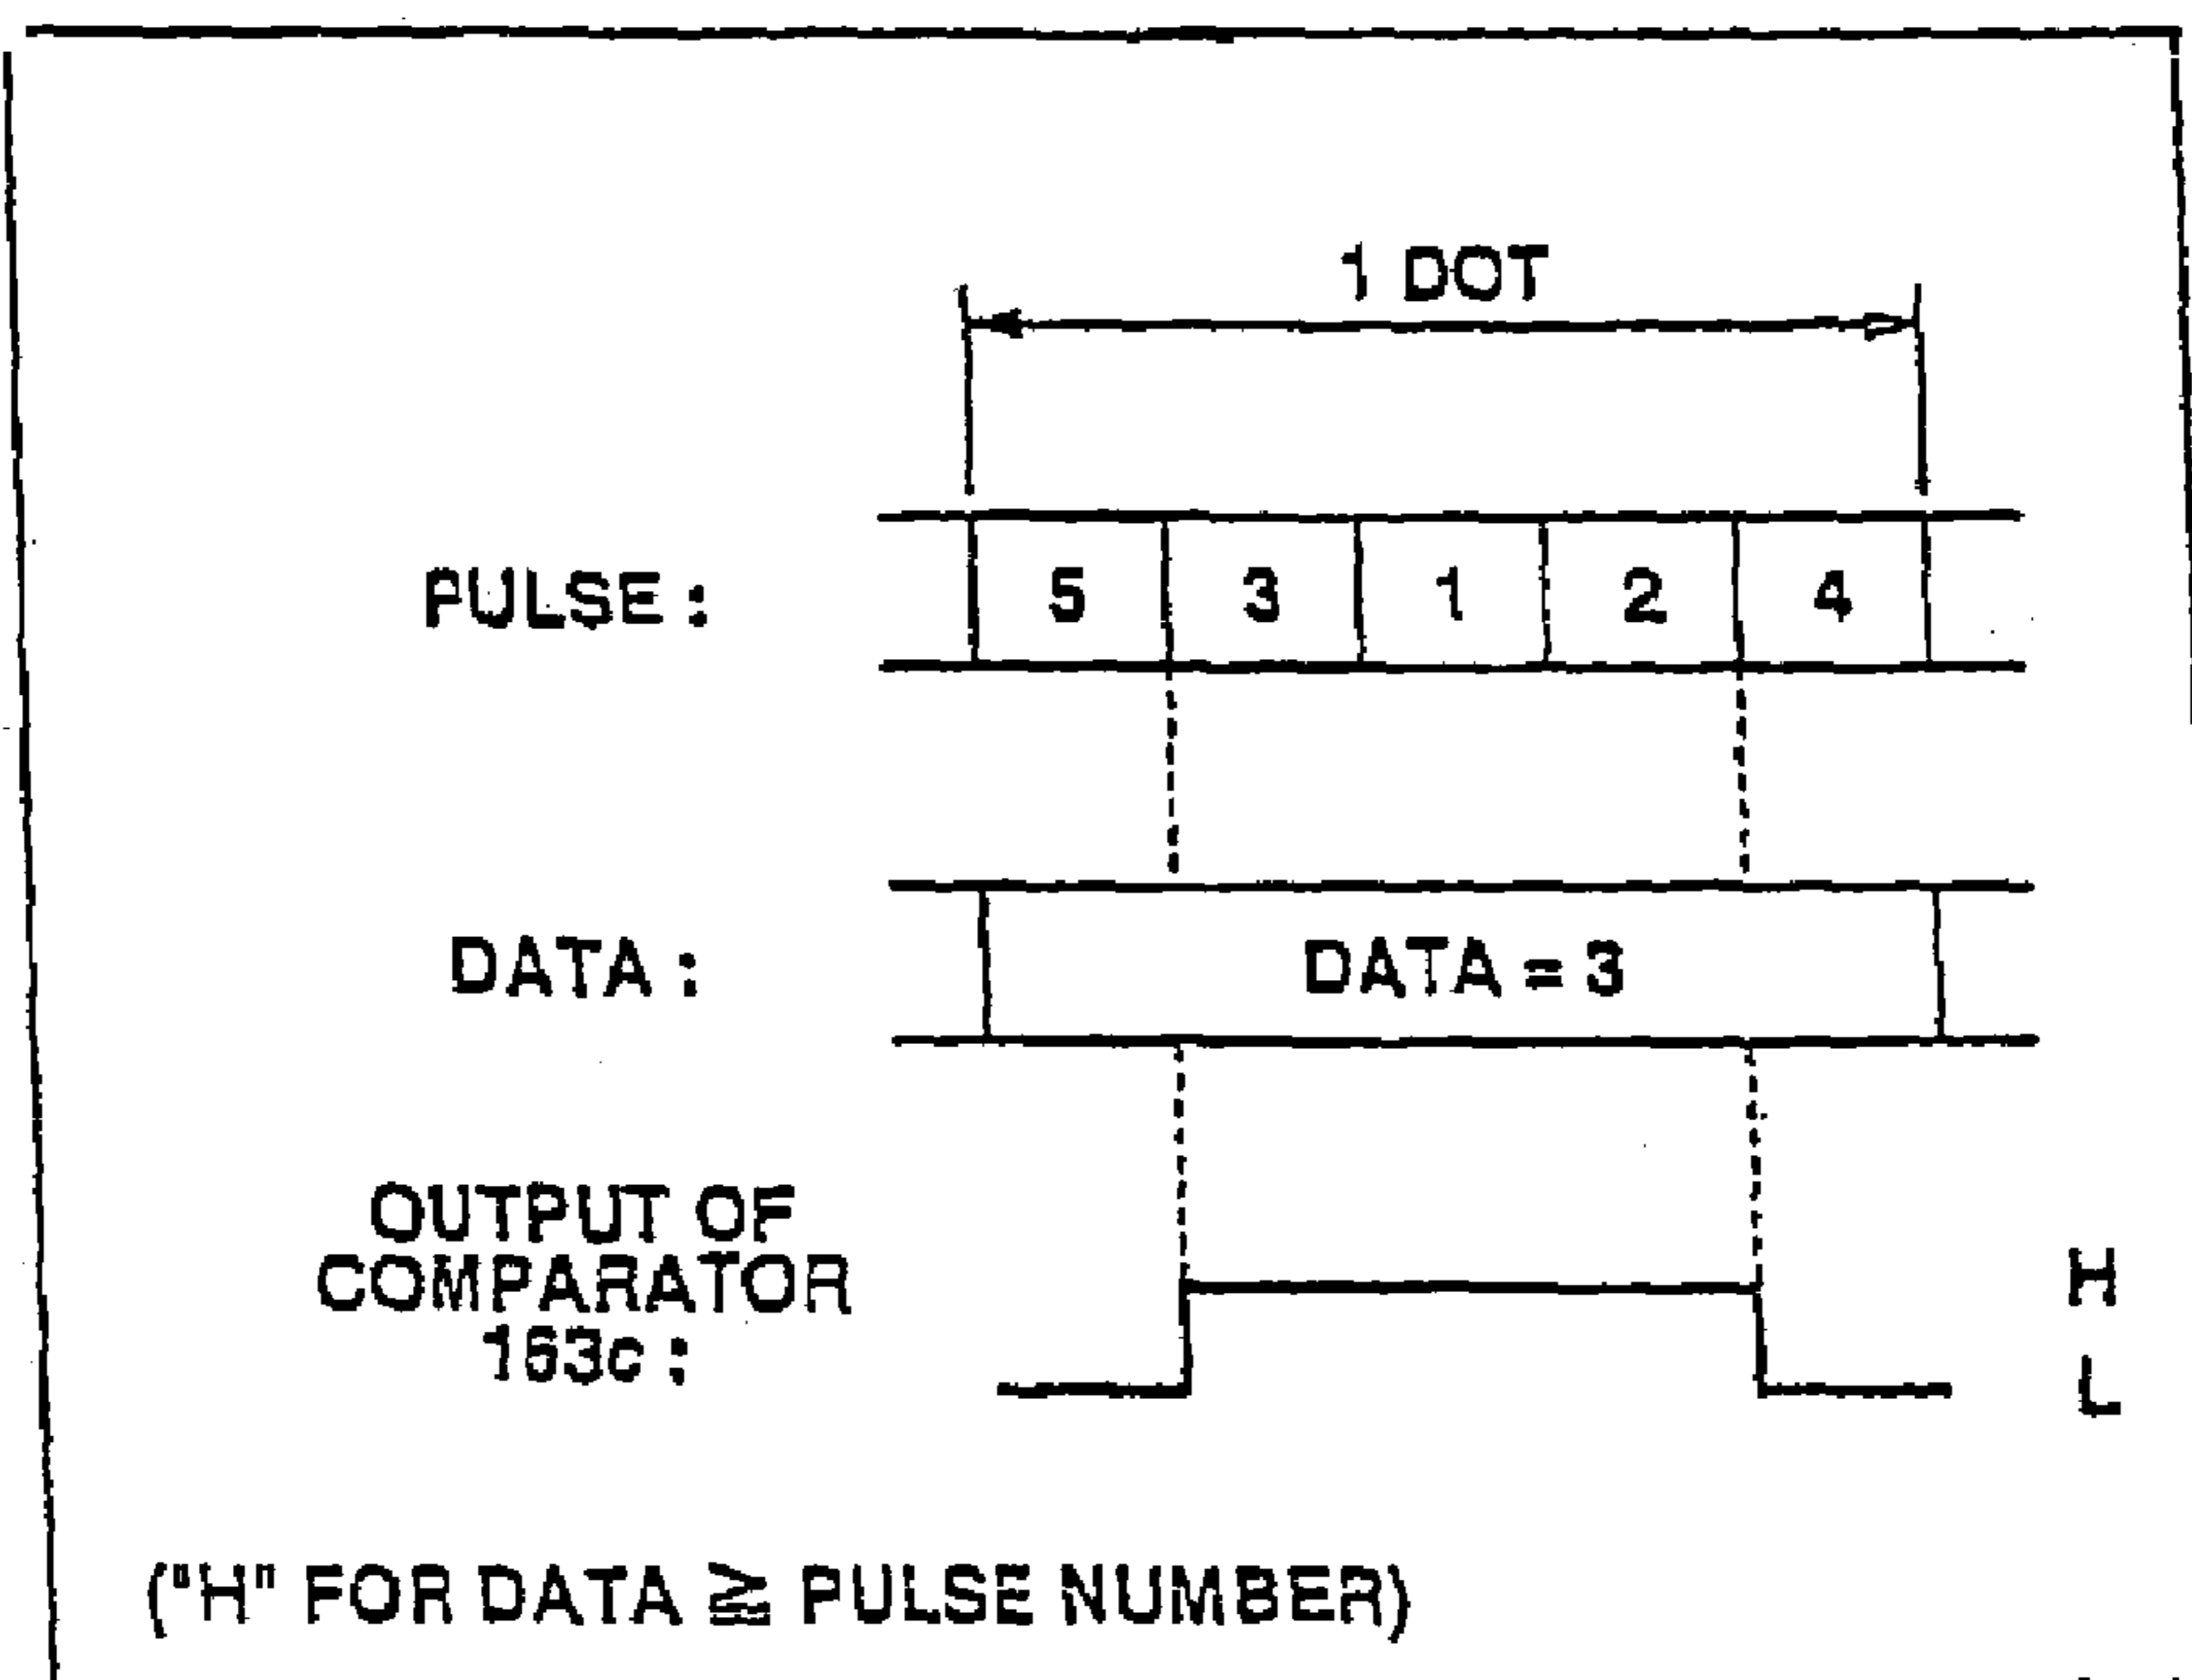 1 DOT
PULSE: 5 3 1 2 4
DATA: DATA = 3
OUTPUT OF
COMPARATOR
163c;
H
L
("H" FOR DATA ≧ PULSE NUMBER)